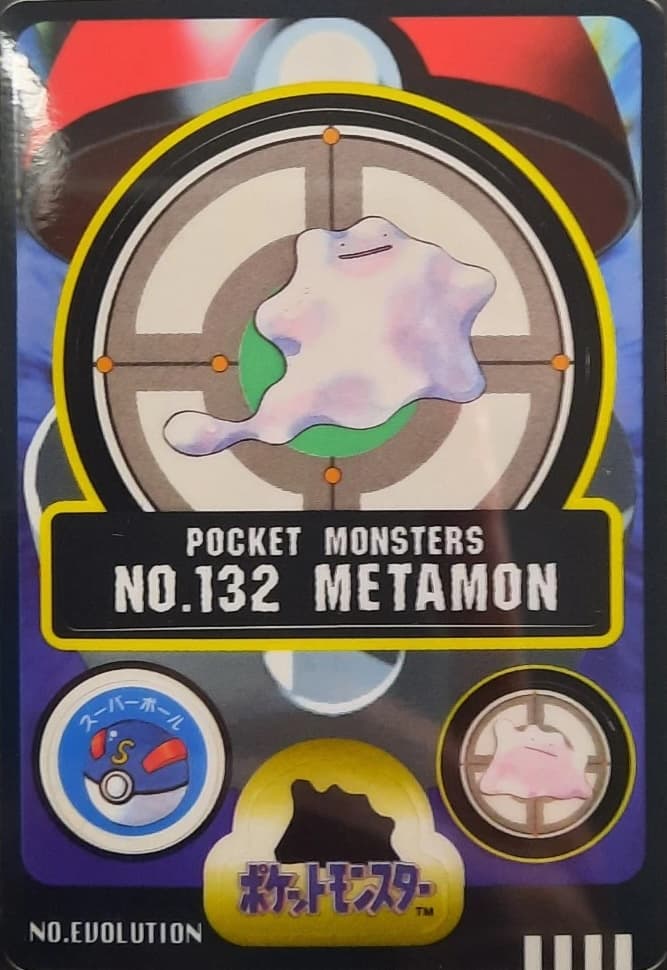 POCKET MONSTERS
NO.132 METAMON
スーパーボール
S
ポケットモンスター
TM
NO.EVOLUTION